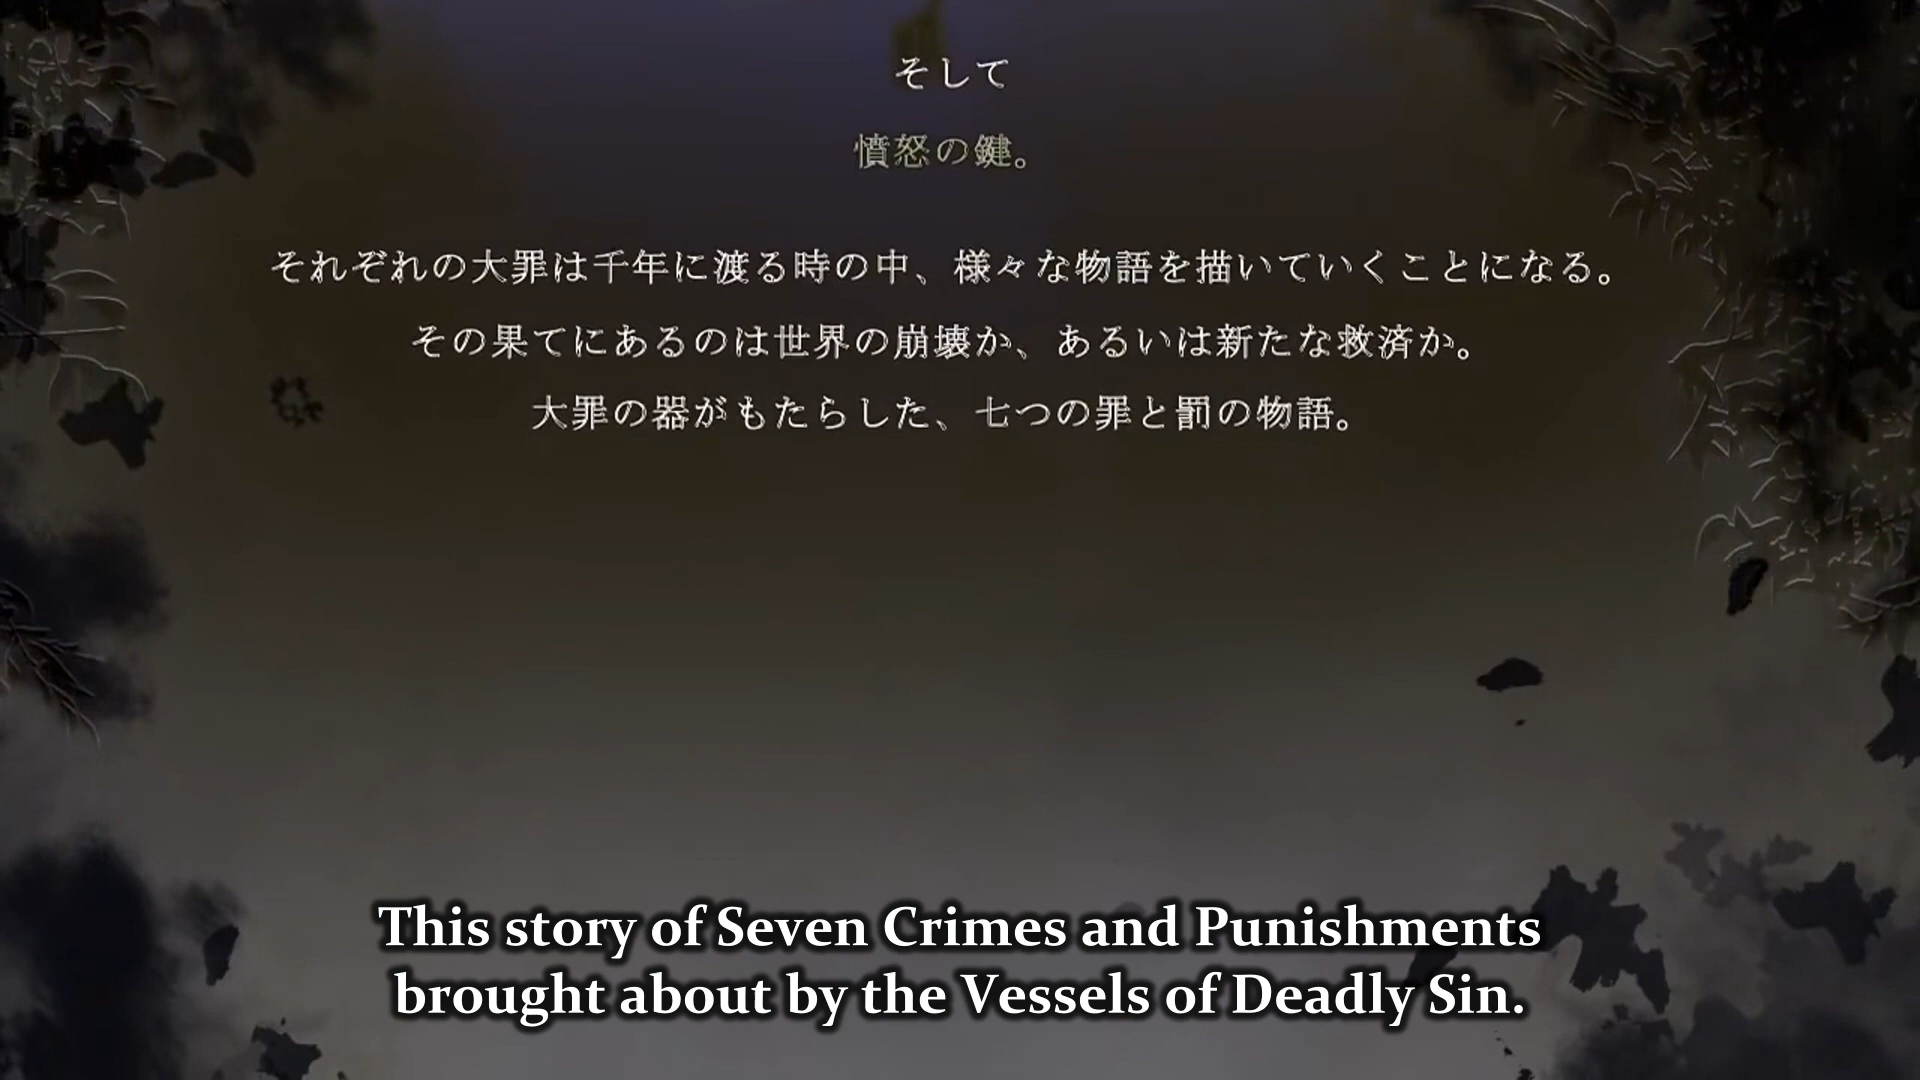 そして
憤怒の鍵。
それぞれの大罪は千年に渡る時の中、様々な物語を描いていくことになる。
その果てにあるのは世界の崩壊か、あるいは新たな救済か。
大罪の器がもたらした、七つの罪と罰の物語。
This story of Seven Crimes and Punishments
brought about by the Vessels of Deadly Sin.